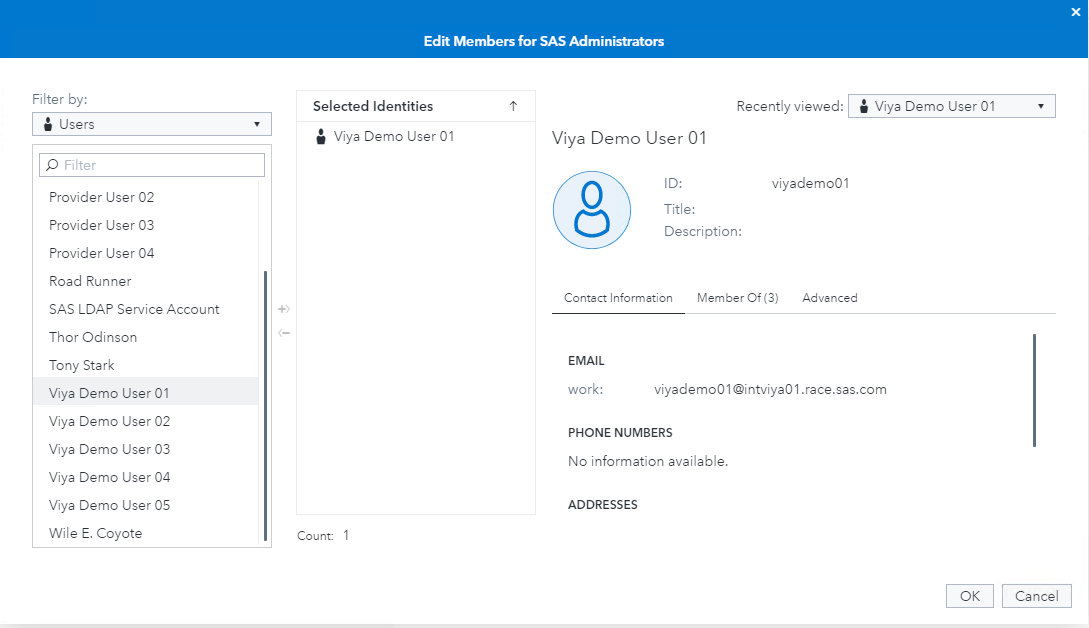 Edit Members for SAS Administrators
Filter by:
Users
Filter
Provider User 02
Provider User 03
Provider User 04
Road Runner
SAS LDAP Service Account
Thor Odinson
Tony Stark
Viya Demo User 01
Viya Demo User 02
Viya Demo User 03
Viya Demo User 04
Viya Demo User 05
Wile E. Coyote
Selected Identities
Viya Demo User 01
Count: 1
Recently viewed: Viya Demo User 01
Viya Demo User 01
ID: viyademo01
Title:
Description:
Contact Information Member Of (3) Advanced
EMAIL
work: viyademo01@intviya01.race.sas.com
PHONE NUMBERS
No information available.
ADDRESSES
OK Cancel